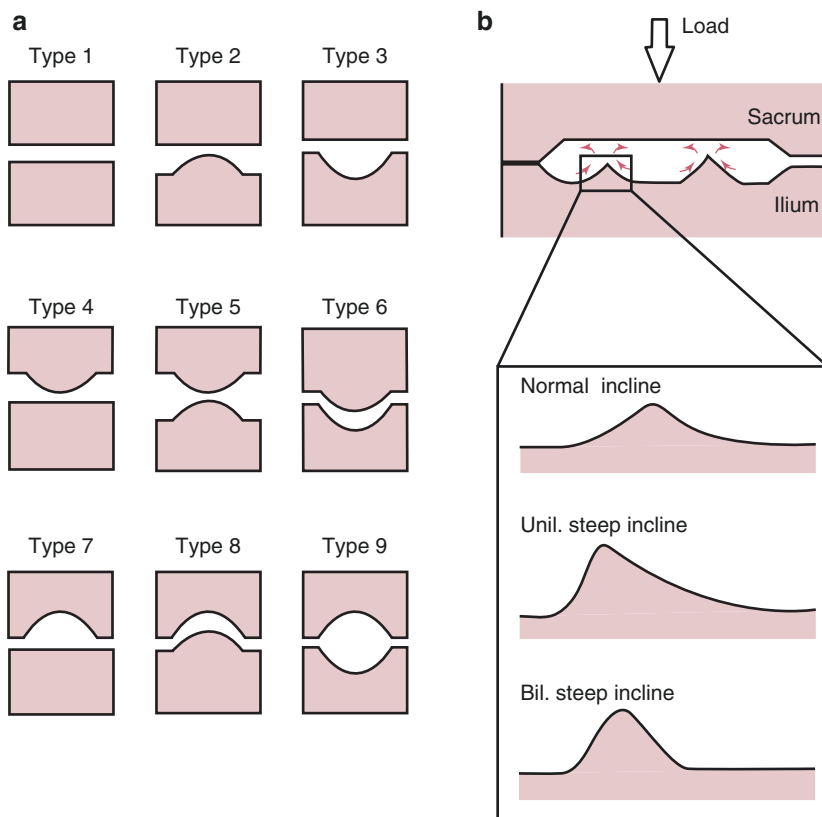 a
Type 1 Type 2 Type 3
Type 4 Type 5 Type 6
Type 7 Type 8 Type 9
b
Load
Sacrum
Ilium
Normal incline
Unil. steep incline
Bil. steep incline